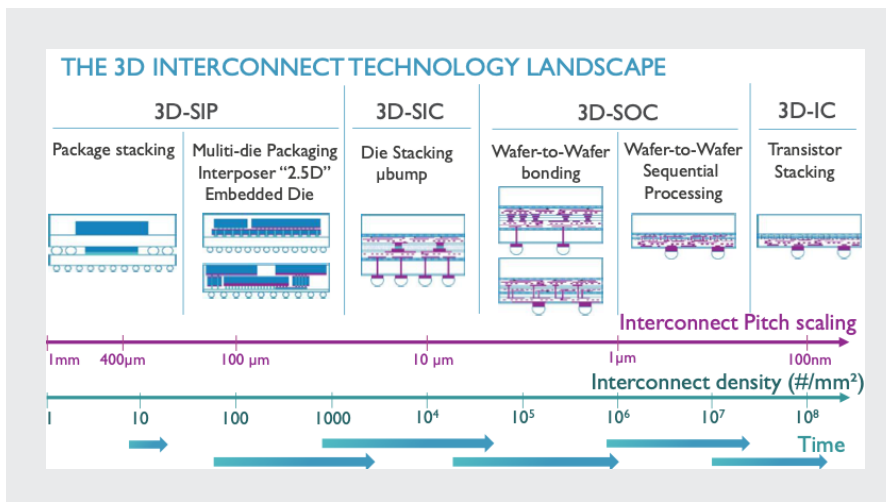 THE 3D INTERCONNECT TECHNOLOGY LANDSCAPE
3D-SIP
3D-SIC
3D-SOC
3D-IC
Package stacking
Muliti-die Packaging
Interposer “2.5D”
Embedded Die
Die Stacking
µbump
Wafer-to-Wafer
bonding
Wafer-to-Wafer
Sequential
Processing
Transistor
Stacking
Interconnect Pitch scaling
1mm 400µm 100 µm 10 µm 1µm 100nm
Interconnect density (#/mm²)
1 10 100 1000 10⁴ 10⁵ 10⁶ 10⁷ 10⁸
Time